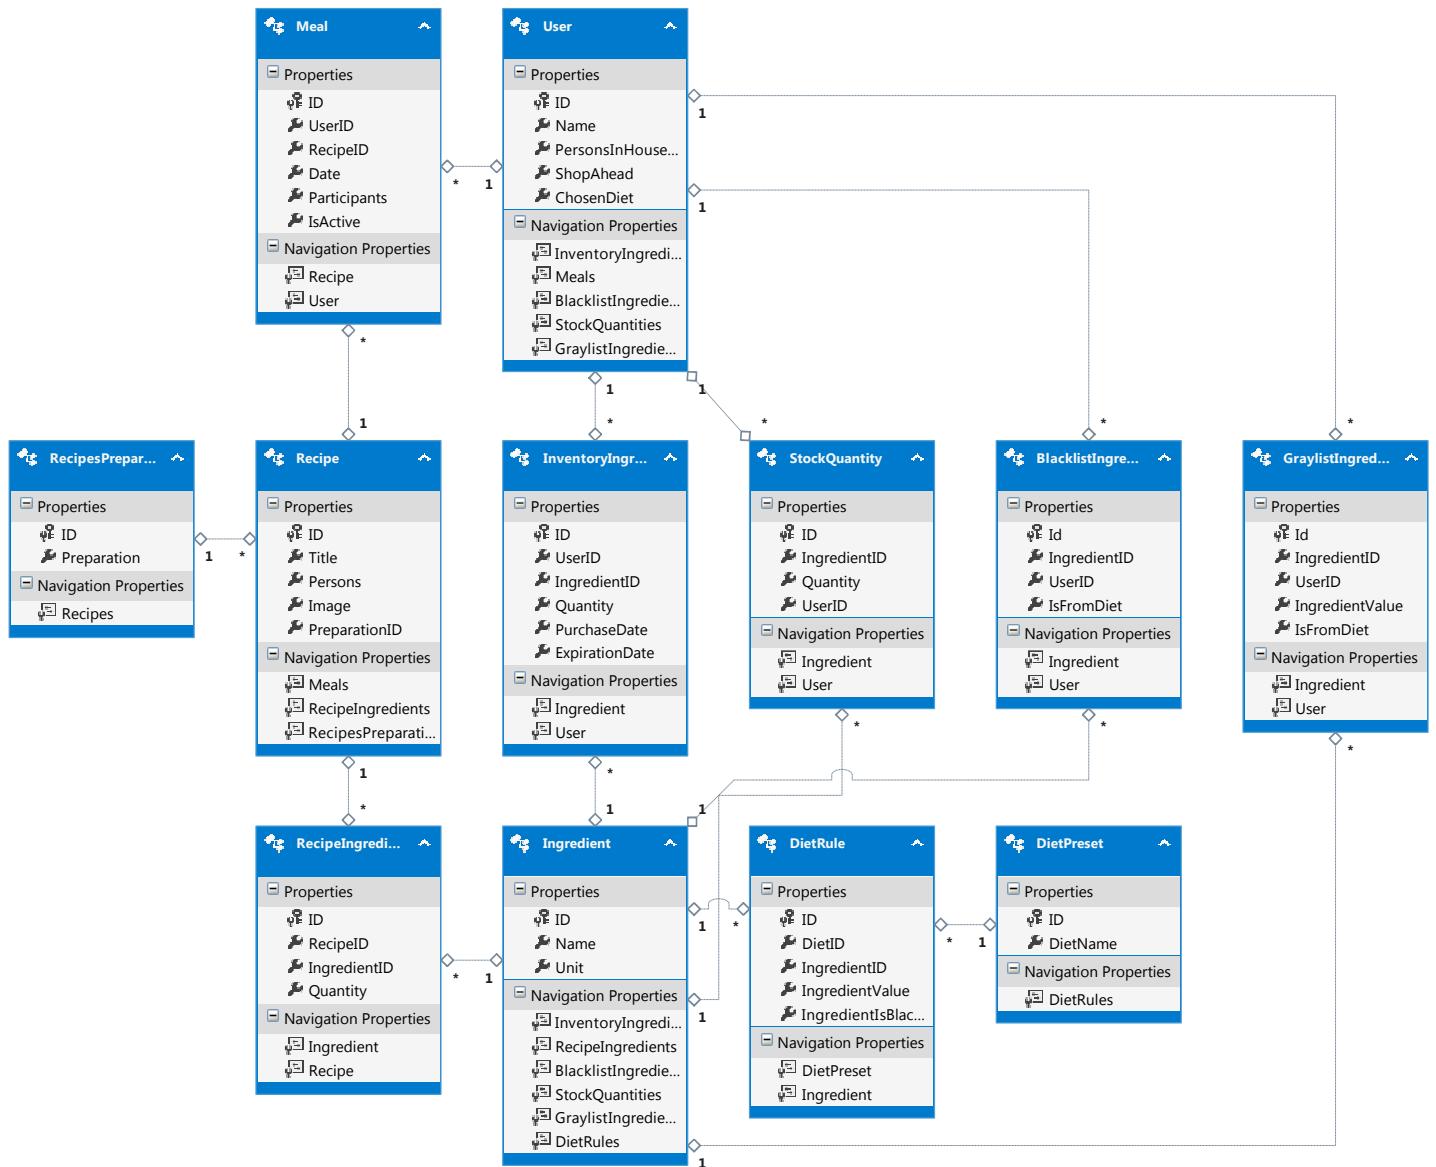 Meal
Properties
ID
UserID
RecipeID
Date
Participants
IsActive
Navigation Properties
Recipe
User
User
Properties
ID
Name
PersonsInHouse...
ShopAhead
ChosenDiet
Navigation Properties
InventoryIngredi...
Meals
BlacklistIngredie...
StockQuantities
GraylistIngredie...
* 1
1
1
*
1
1
*
1
*
*
*
RecipesPrepar...
Properties
ID
Preparation
Navigation Properties
Recipes
1 *
Recipe
Properties
ID
Title
Persons
Image
PreparationID
Navigation Properties
Meals
RecipeIngredients
RecipesPreparati...
InventoryIngr...
Properties
ID
UserID
IngredientID
Quantity
PurchaseDate
ExpirationDate
Navigation Properties
Ingredient
User
StockQuantity
Properties
ID
IngredientID
Quantity
UserID
Navigation Properties
Ingredient
User
BlacklistIngre...
Properties
Id
IngredientID
UserID
IsFromDiet
Navigation Properties
Ingredient
User
GraylistIngred...
Properties
Id
IngredientID
UserID
IngredientValue
IsFromDiet
Navigation Properties
Ingredient
User
1
*
*
1
*
*
*
1
RecipeIngredi...
Properties
ID
RecipeID
IngredientID
Quantity
Navigation Properties
Ingredient
Recipe
* 1
Ingredient
Properties
ID
Name
Unit
Navigation Properties
InventoryIngredi...
RecipeIngredients
BlacklistIngredie...
StockQuantities
GraylistIngredie...
DietRules
1 *
1
1
DietRule
Properties
ID
DietID
IngredientID
IngredientValue
IngredientIsBlac...
Navigation Properties
DietPreset
Ingredient
* 1
DietPreset
Properties
ID
DietName
Navigation Properties
DietRules